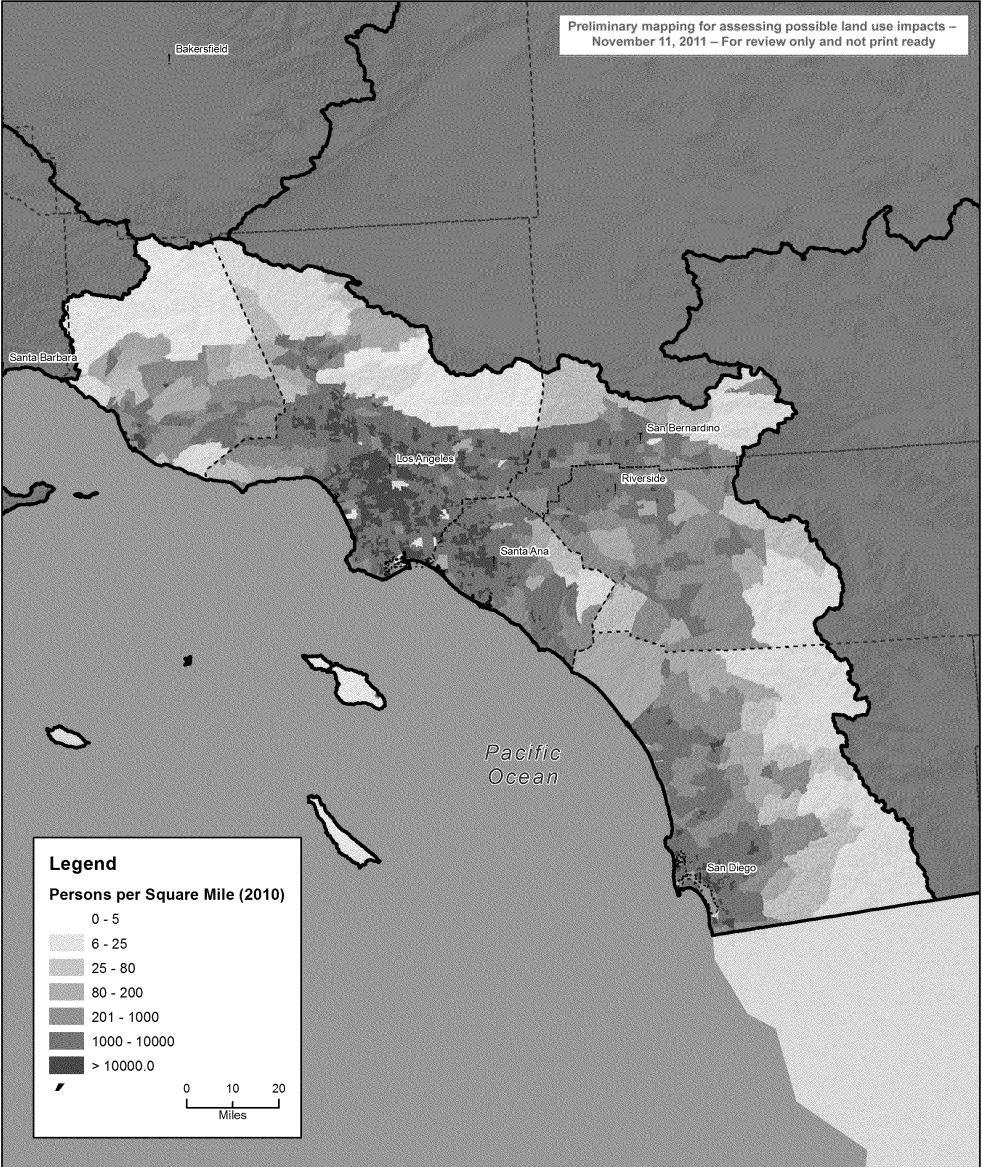 Preliminary mapping for assessing possible land use impacts –
November 11, 2011 – For review only and not print ready
Bakersfield
Santa Barbara
San Bernardino
Los Angeles
Riverside
Santa Ana
Pacific
Ocean
San Diego
Legend
Persons per Square Mile (2010)
0 - 5
6 - 25
25 - 80
80 - 200
201 - 1000
1000 - 10000
> 10000.0
0 10 20
Miles